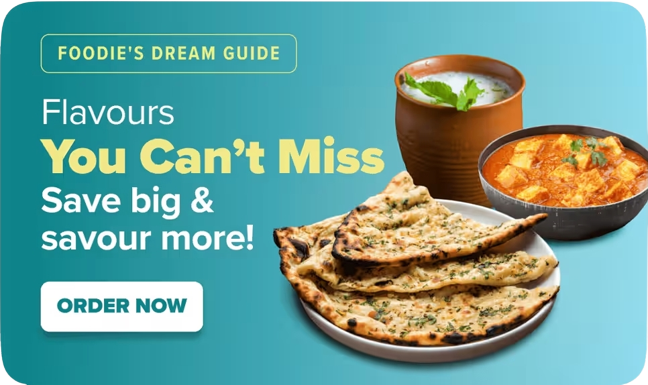 FOODIE'S DREAM GUIDE
Flavours
You Can't Miss
Save big &
savour more!
ORDER NOW